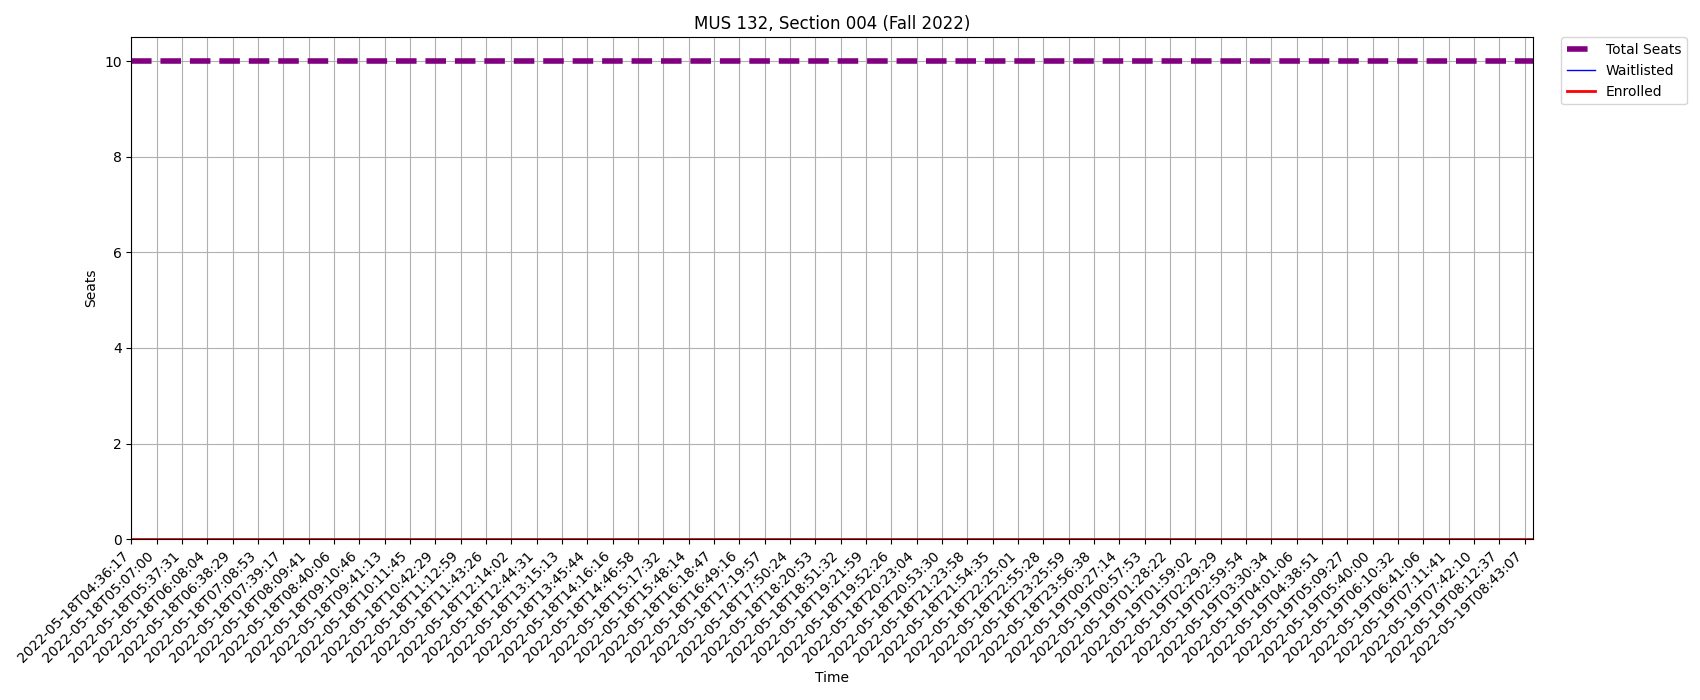 MUS 132, Section 004 (Fall 2022)
Total Seats
Waitlisted
Enrolled
10
8
6
4
2
0
Seats
2022-05-18T04:36:17
2022-05-18T05:07:00
2022-05-18T05:37:31
2022-05-18T06:08:04
2022-05-18T06:38:29
2022-05-18T07:08:53
2022-05-18T07:39:17
2022-05-18T08:09:41
2022-05-18T08:40:06
2022-05-18T09:10:46
2022-05-18T09:41:13
2022-05-18T10:11:45
2022-05-18T10:42:29
2022-05-18T11:12:59
2022-05-18T11:43:26
2022-05-18T12:14:02
2022-05-18T12:44:31
2022-05-18T13:15:13
2022-05-18T13:45:44
2022-05-18T14:16:16
2022-05-18T14:46:58
2022-05-18T15:17:32
2022-05-18T15:48:14
2022-05-18T16:18:47
2022-05-18T16:49:16
2022-05-18T17:19:57
2022-05-18T17:50:24
2022-05-18T18:20:53
2022-05-18T18:51:32
2022-05-18T19:21:59
2022-05-18T19:52:26
2022-05-18T20:23:04
2022-05-18T20:53:30
2022-05-18T21:23:58
2022-05-18T21:54:35
2022-05-18T22:25:01
2022-05-18T22:55:28
2022-05-18T23:25:59
2022-05-18T23:56:38
2022-05-19T00:27:14
2022-05-19T00:57:53
2022-05-19T01:28:22
2022-05-19T01:59:02
2022-05-19T02:29:29
2022-05-19T02:59:54
2022-05-19T03:30:34
2022-05-19T04:01:06
2022-05-19T04:38:51
2022-05-19T05:09:27
2022-05-19T05:40:00
2022-05-19T06:10:32
2022-05-19T06:41:06
2022-05-19T07:11:41
2022-05-19T07:42:10
2022-05-19T08:12:37
2022-05-19T08:43:07
Time